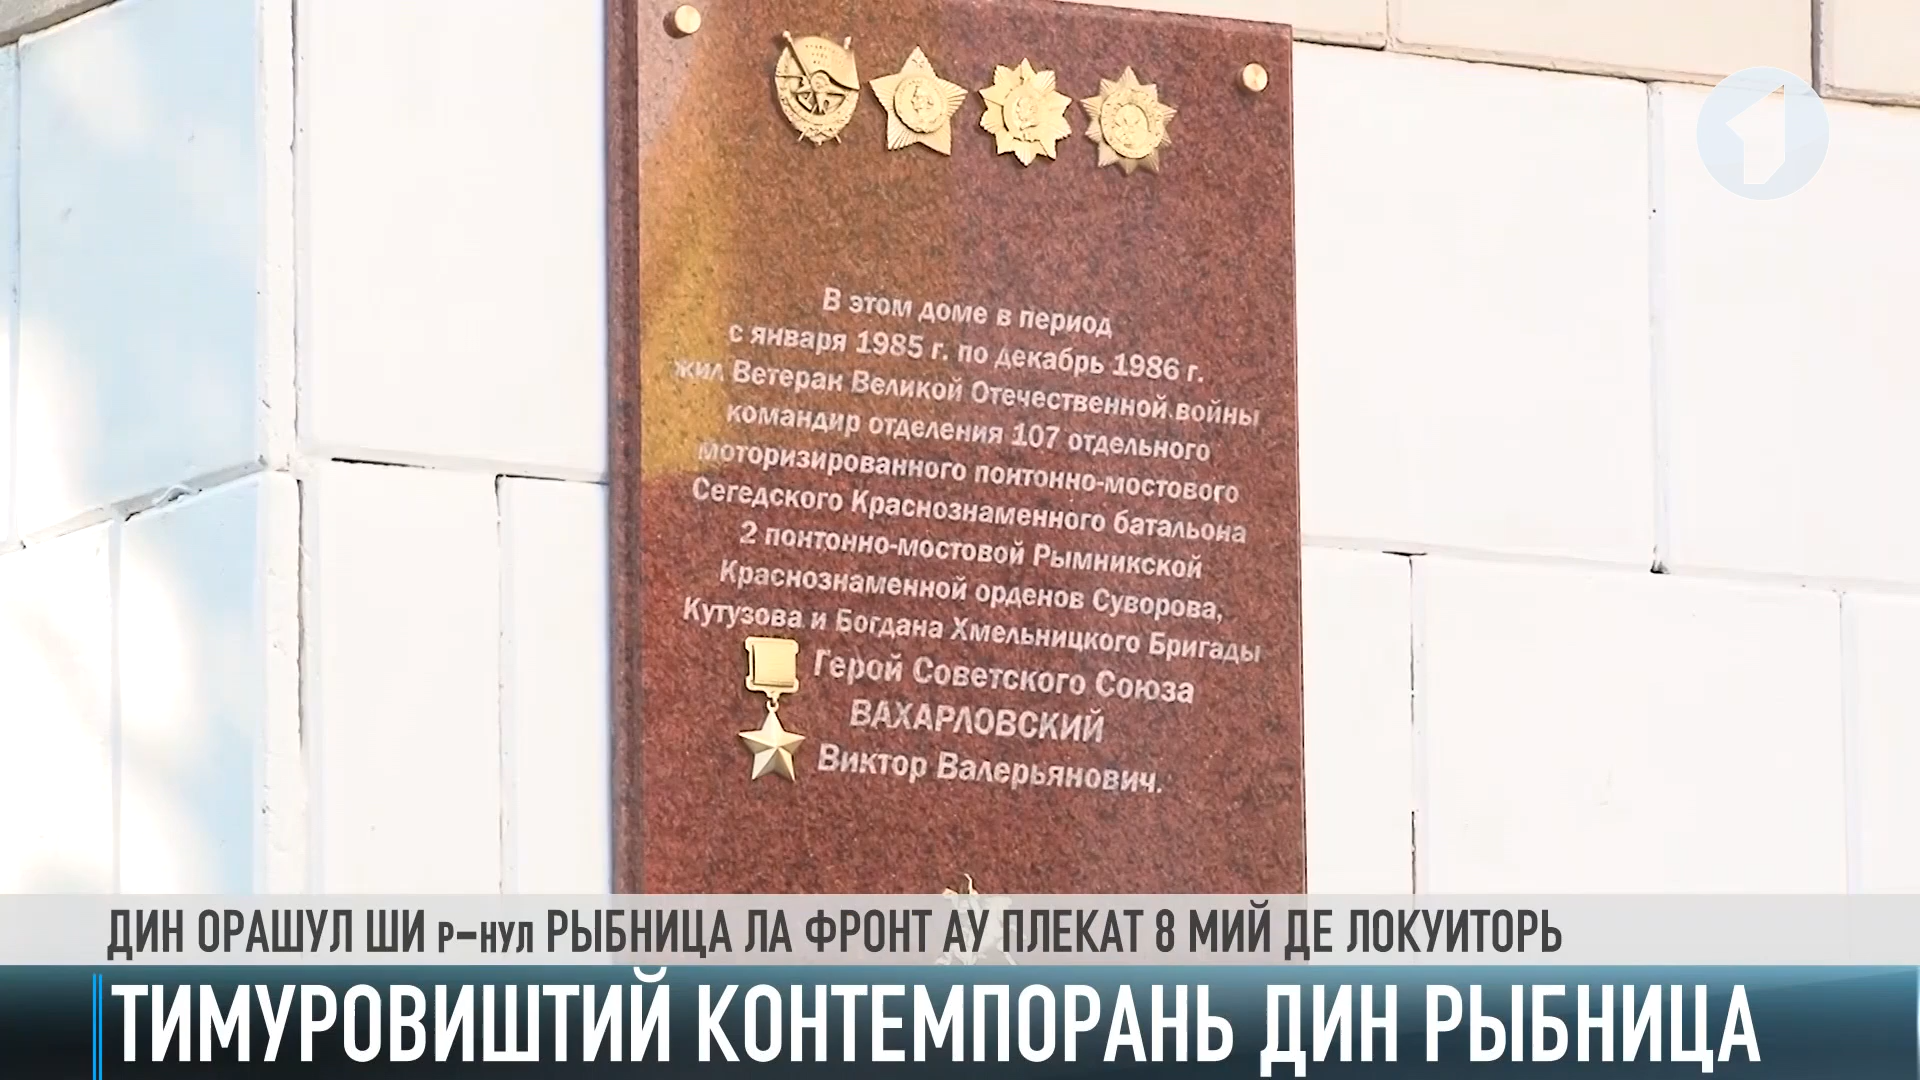 В этом доме в период
с января 1985 г. по декабрь 1986 г.
жил Ветеран Великой Отечественной войны
командир отделения 107 отдельного
моторизированного понтонно-мостового
Сегедского Краснознаменного батальона
2 понтонно-мостовой Рымникской
Краснознаменной орденов Суворова,
Кутузова и Богдана Хмельницкого Бригады
Герой Советского Союза
ВАХАРЛОВСКИЙ
Виктор Валерьянович.
ДИН ОРАШУЛ ШИ Р-НУЛ РЫБНИЦА ЛА ФРОНТ АУ ПЛЕКАТ 8 МИЙ ДЕ ЛОКУИТОРЬ
ТИМУРОВИШТИЙ КОНТЕМПОРАНЬ ДИН РЫБНИЦА